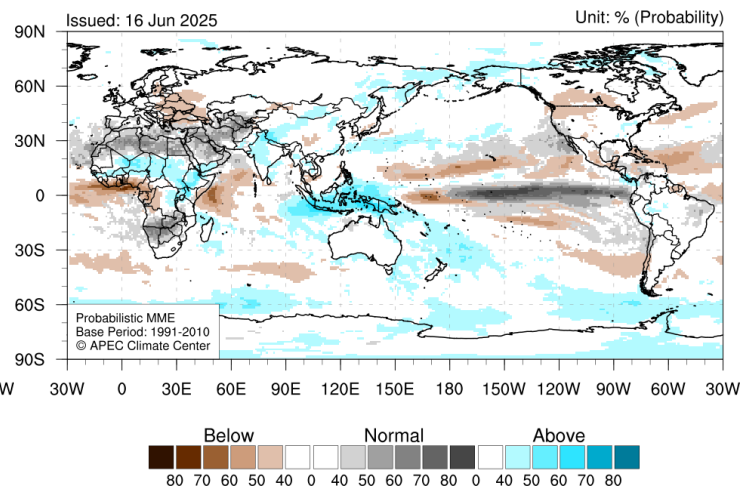 Issued: 16 Jun 2025
Unit: % (Probability)
90N
60N
30N
0
30S
60S
90S
Probabilistic MME
Base Period: 1991-2010
© APEC Climate Center
W 30W 0 30E 60E 90E 120E 150E 180 150W 120W 90W 60W 30W
Below Normal Above
80 70 60 50 40 0 40 50 60 70 80 0 40 50 60 70 80